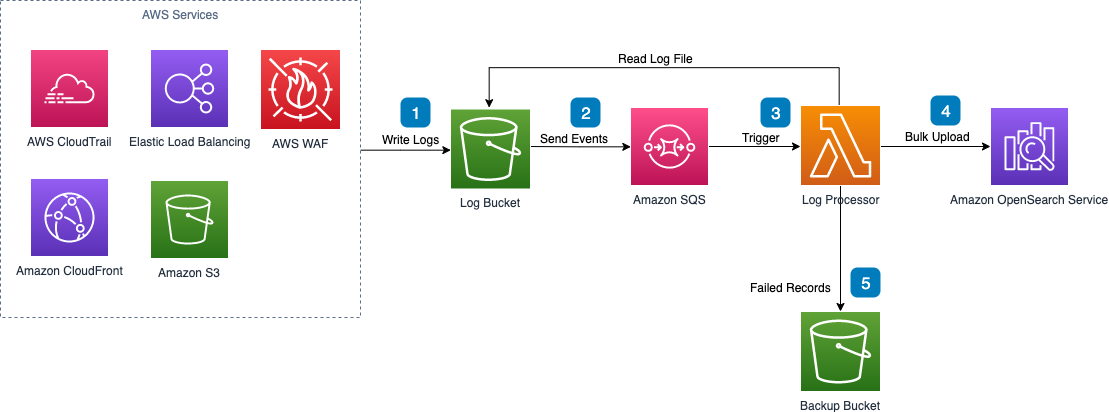 AWS Services
AWS CloudTrail
Elastic Load Balancing
AWS WAF
Amazon CloudFront
Amazon S3
Read Log File
1
Write Logs
Log Bucket
2
Send Events
Amazon SQS
3
Trigger
Log Processor
4
Bulk Upload
Amazon OpenSearch Service
Failed Records
5
Backup Bucket